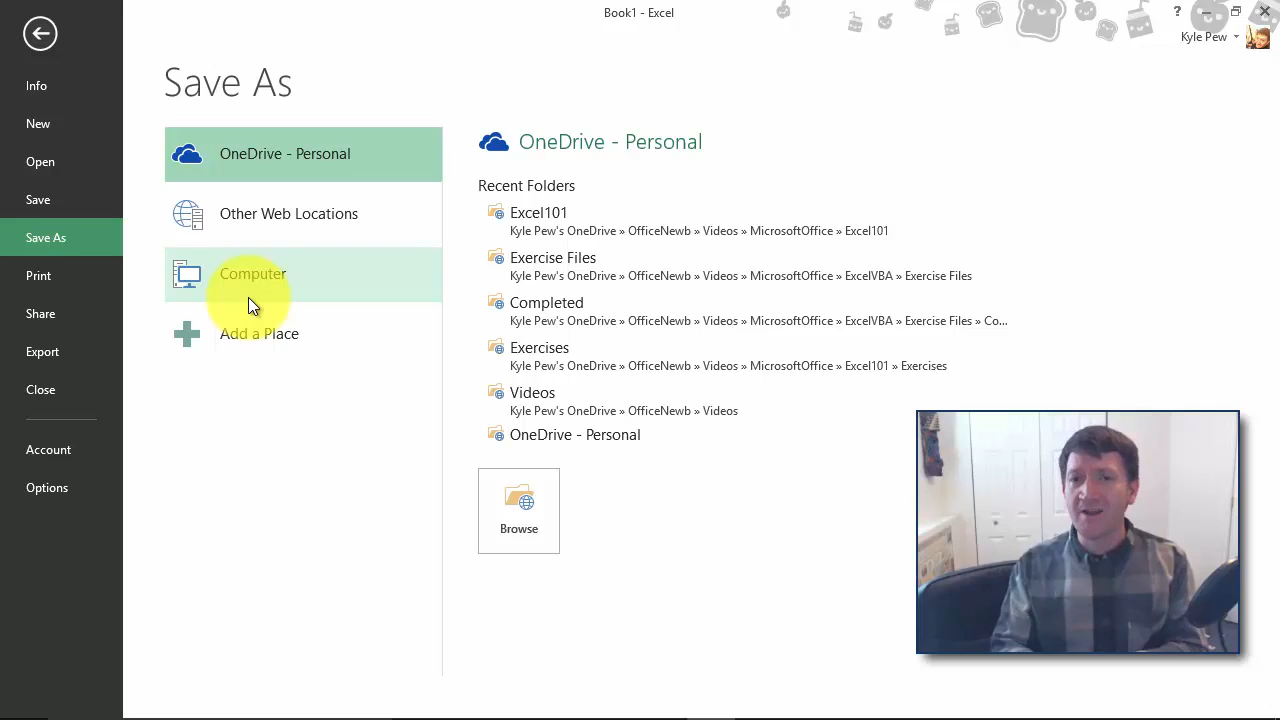 Book1 - Excel
?
Kyle Pew
Info
New
Open
Save
Save As
Print
Share
Export
Close
Account
Options
Save As
OneDrive - Personal
Other Web Locations
Computer
Add a Place
OneDrive - Personal
Recent Folders
Excel101
Kyle Pew's OneDrive » OfficeNewb » Videos » MicrosoftOffice » Excel101
Exercise Files
Kyle Pew's OneDrive » OfficeNewb » Videos » MicrosoftOffice » ExcelVBA » Exercise Files
Completed
Kyle Pew's OneDrive » OfficeNewb » Videos » MicrosoftOffice » ExcelVBA » Exercise Files » Co...
Exercises
Kyle Pew's OneDrive » OfficeNewb » Videos » MicrosoftOffice » Excel101 » Exercises
Videos
Kyle Pew's OneDrive » OfficeNewb » Videos
OneDrive - Personal
Browse